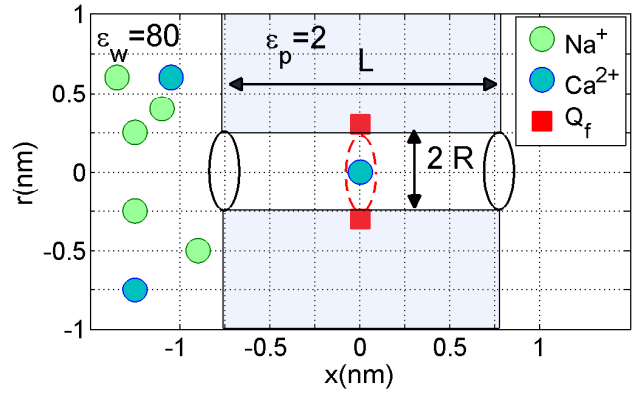 ε_w=80
ε_p=2
L
2 R
Na⁺
Ca²⁺
Q_f
1
0.5
0
-0.5
-1
r(nm)
-1 -0.5 0 0.5 1
x(nm)